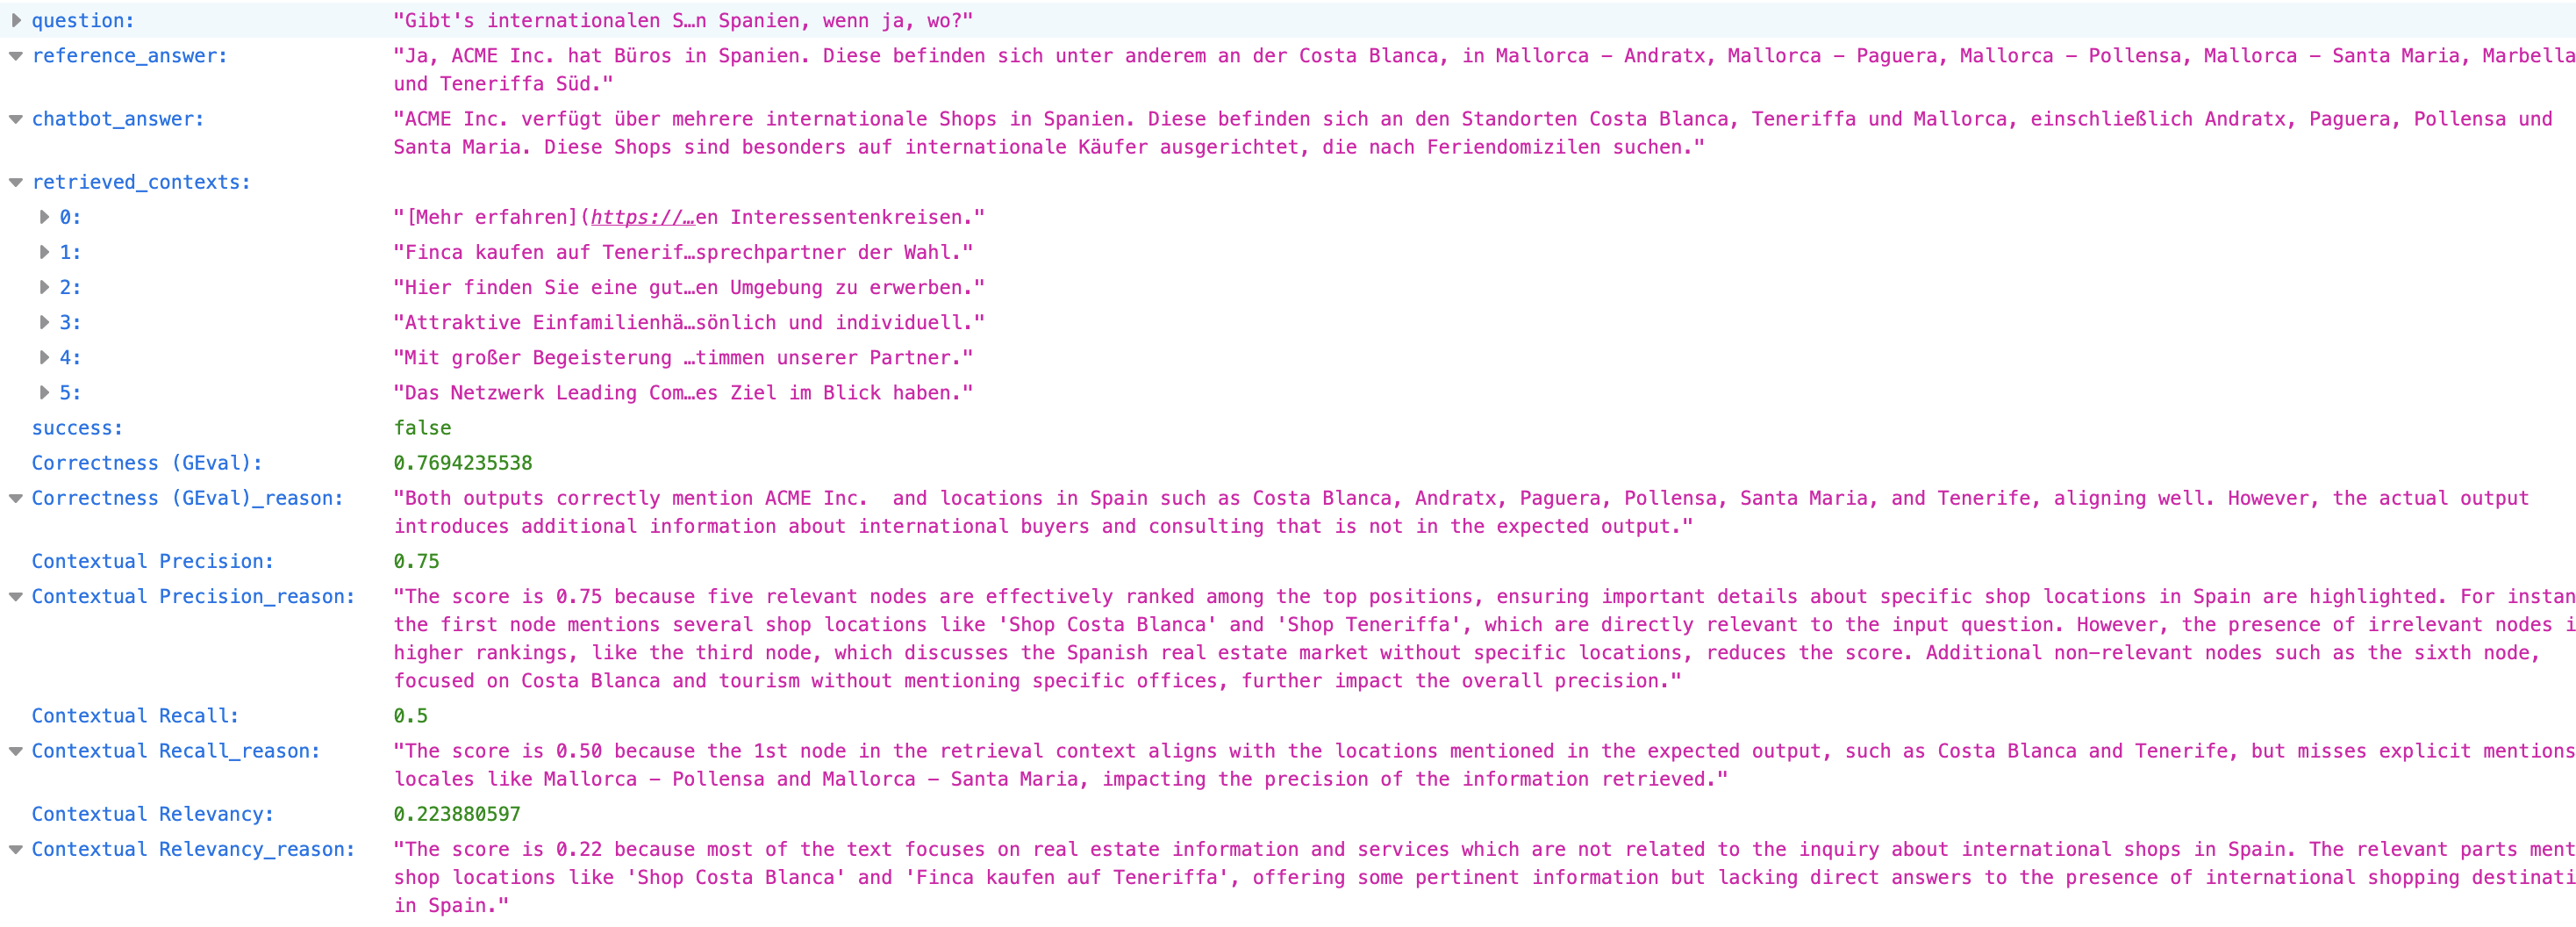 question: "Gibt's internationalen S…n Spanien, wenn ja, wo?"
reference_answer: "Ja, ACME Inc. hat Büros in Spanien. Diese befinden sich unter anderem an der Costa Blanca, in Mallorca – Andratx, Mallorca – Paguera, Mallorca – Pollensa, Mallorca – Santa Maria, Marbella
und Teneriffa Süd."
chatbot_answer: "ACME Inc. verfügt über mehrere internationale Shops in Spanien. Diese befinden sich an den Standorten Costa Blanca, Teneriffa und Mallorca, einschließlich Andratx, Paguera, Pollensa und
Santa Maria. Diese Shops sind besonders auf internationale Käufer ausgerichtet, die nach Feriendomizilen suchen."
retrieved_contexts:
0: "[Mehr erfahren](https://…en Interessentenkreisen."
1: "Finca kaufen auf Tenerif…sprechpartner der Wahl."
2: "Hier finden Sie eine gut…en Umgebung zu erwerben."
3: "Attraktive Einfamilienhä…sönlich und individuell."
4: "Mit großer Begeisterung …timmen unserer Partner."
5: "Das Netzwerk Leading Com…es Ziel im Blick haben."
success: false
Correctness (GEval): 0.7694235538
Correctness (GEval)_reason: "Both outputs correctly mention ACME Inc.  and locations in Spain such as Costa Blanca, Andratx, Paguera, Pollensa, Santa Maria, and Tenerife, aligning well. However, the actual output
introduces additional information about international buyers and consulting that is not in the expected output."
Contextual Precision: 0.75
Contextual Precision_reason: "The score is 0.75 because five relevant nodes are effectively ranked among the top positions, ensuring important details about specific shop locations in Spain are highlighted. For instan
the first node mentions several shop locations like 'Shop Costa Blanca' and 'Shop Teneriffa', which are directly relevant to the input question. However, the presence of irrelevant nodes i
higher rankings, like the third node, which discusses the Spanish real estate market without specific locations, reduces the score. Additional non-relevant nodes such as the sixth node,
focused on Costa Blanca and tourism without mentioning specific offices, further impact the overall precision."
Contextual Recall: 0.5
Contextual Recall_reason: "The score is 0.50 because the 1st node in the retrieval context aligns with the locations mentioned in the expected output, such as Costa Blanca and Tenerife, but misses explicit mentions
locales like Mallorca – Pollensa and Mallorca – Santa Maria, impacting the precision of the information retrieved."
Contextual Relevancy: 0.223880597
Contextual Relevancy_reason: "The score is 0.22 because most of the text focuses on real estate information and services which are not related to the inquiry about international shops in Spain. The relevant parts ment
shop locations like 'Shop Costa Blanca' and 'Finca kaufen auf Teneriffa', offering some pertinent information but lacking direct answers to the presence of international shopping destinati
in Spain."